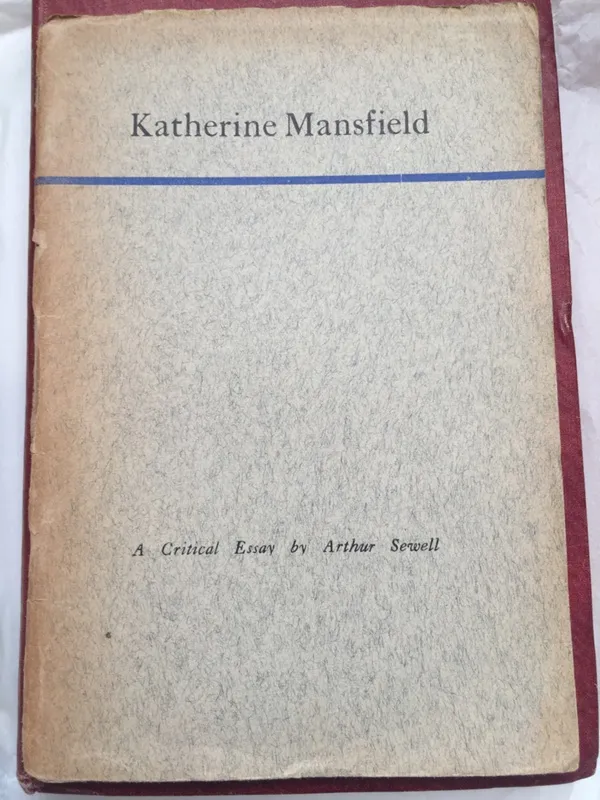 Katherine Mansfield
A Critical Essay by Arthur Sewell